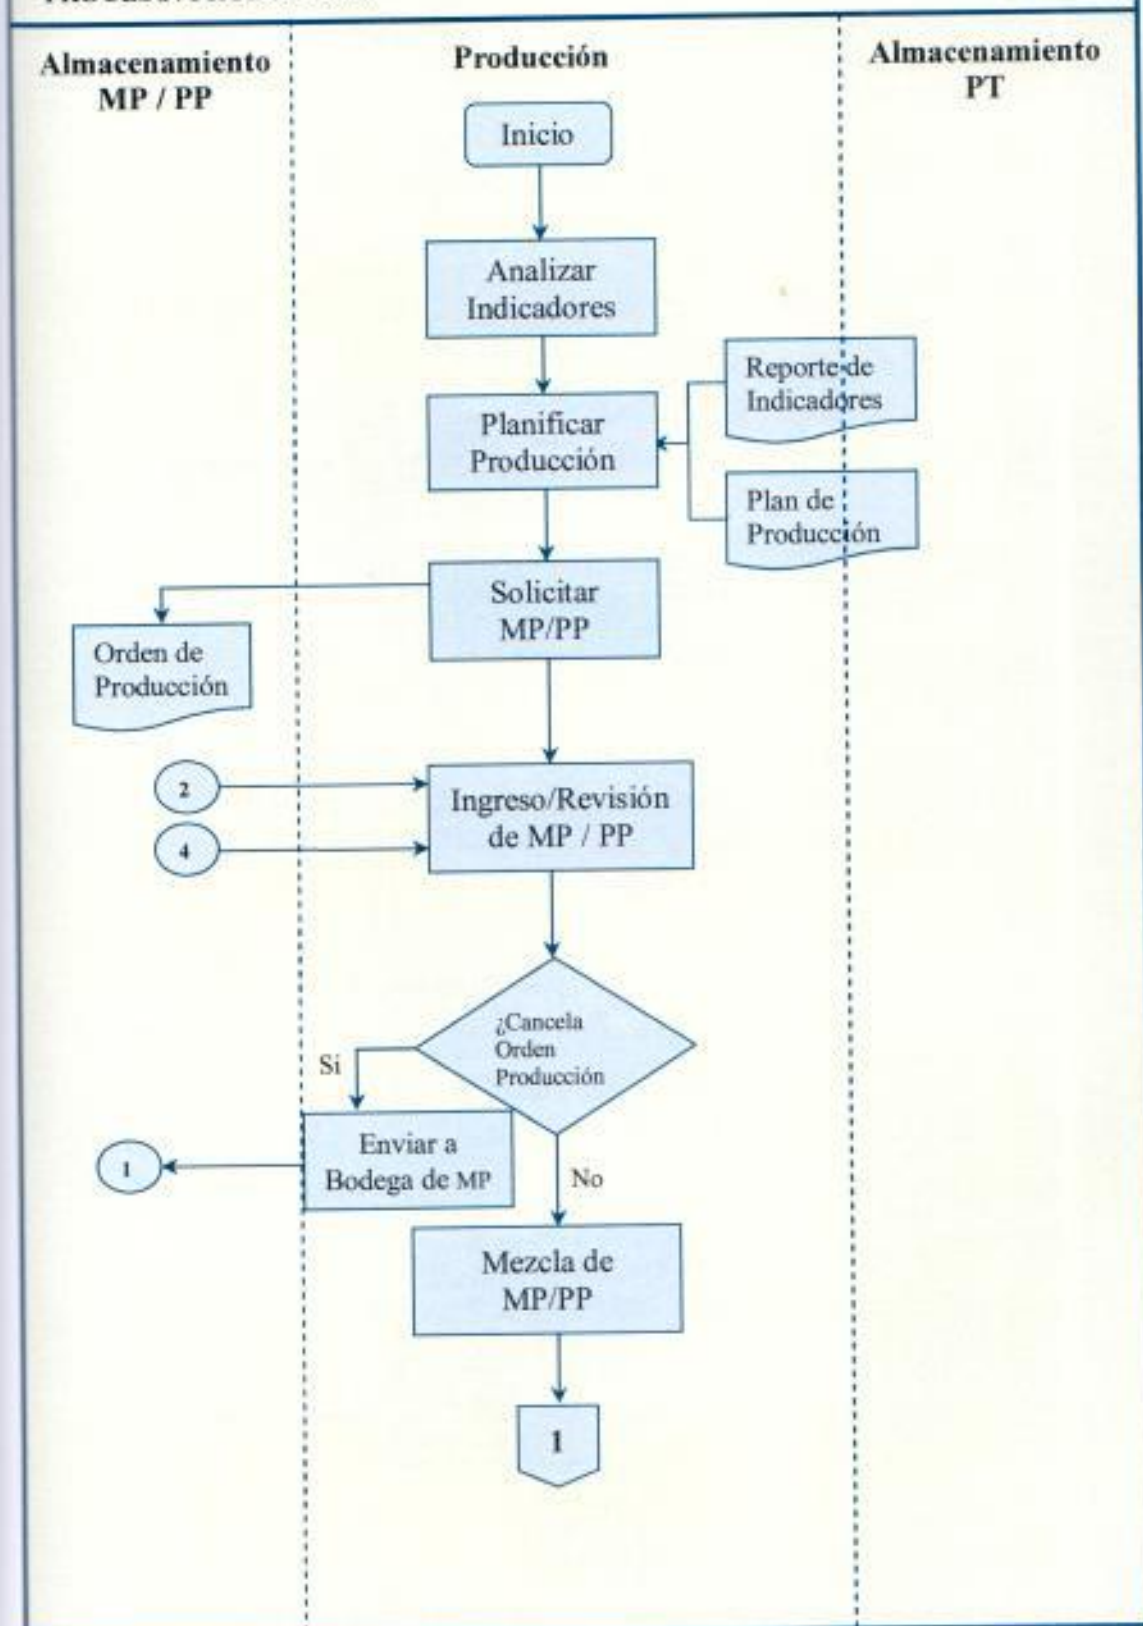 Almacenamiento
MP / PP
Producción
Almacenamiento
PT
Inicio
Analizar
Indicadores
Reporte de
Indicadores
Planificar
Producción
Plan de
Producción
Solicitar
MP/PP
Orden de
Producción
2
Ingreso/Revisión
de MP / PP
4
¿Cancela
Orden
Producción
Sí
Enviar a
Bodega de MP
1
No
Mezcla de
MP/PP
1